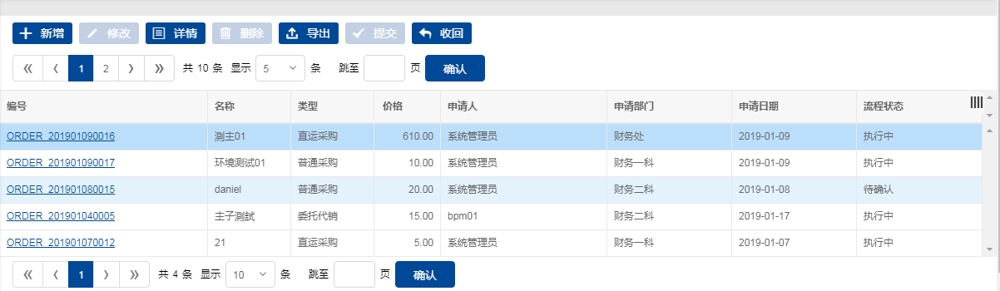 新增 修改 详情 删除 导出 提交 收回
« ‹ 1 2 › » 共 10 条 显示 5 条 跳至 页 确认
编号 名称 类型 价格 申请人 申请部门 申请日期 流程状态
ORDER_201901090016 测主01 直运采购 610.00 系统管理员 财务处 2019-01-09 执行中
ORDER_201901090017 环境测试01 普通采购 10.00 系统管理员 财务一科 2019-01-09 执行中
ORDER_201901080015 daniel 普通采购 20.00 系统管理员 财务二科 2019-01-08 待确认
ORDER_201901040005 主子測試 委托代销 15.00 bpm01 财务二科 2019-01-17 执行中
ORDER_201901070012 21 直运采购 5.00 系统管理员 财务一科 2019-01-07 执行中
« ‹ 1 › » 共 4 条 显示 10 条 跳至 页 确认